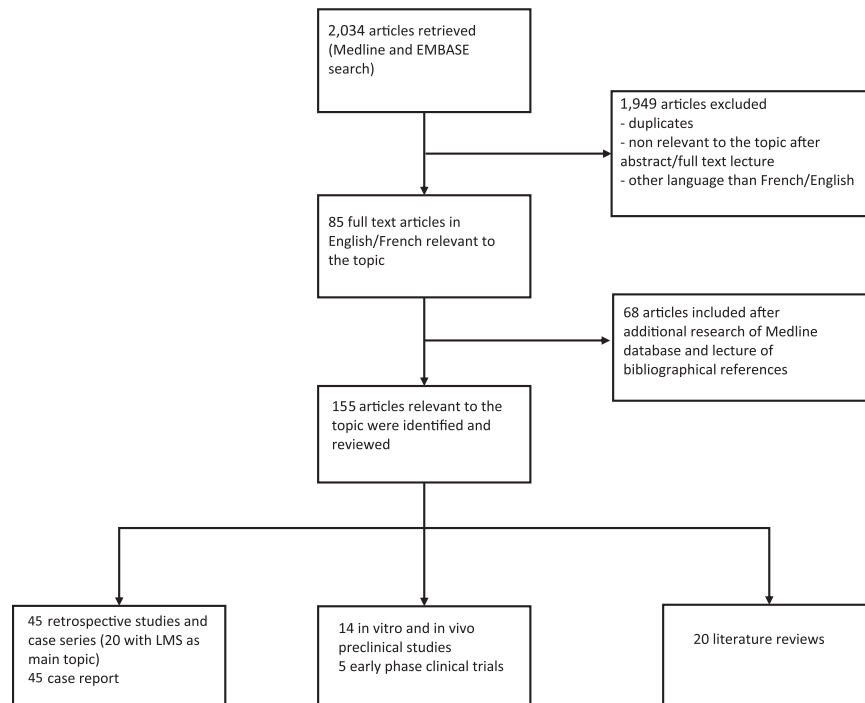 2,034 articles retrieved
(Medline and EMBASE
search)
1,949 articles excluded
- duplicates
- non relevant to the topic after
abstract/full text lecture
- other language than French/English
85 full text articles in
English/French relevant to
the topic
68 articles included after
additional research of Medline
database and lecture of
bibliographical references
155 articles relevant to the
topic were identified and
reviewed
45 retrospective studies and
case series (20 with LMS as
main topic)
45 case report
14 in vitro and in vivo
preclinical studies
5 early phase clinical trials
20 literature reviews